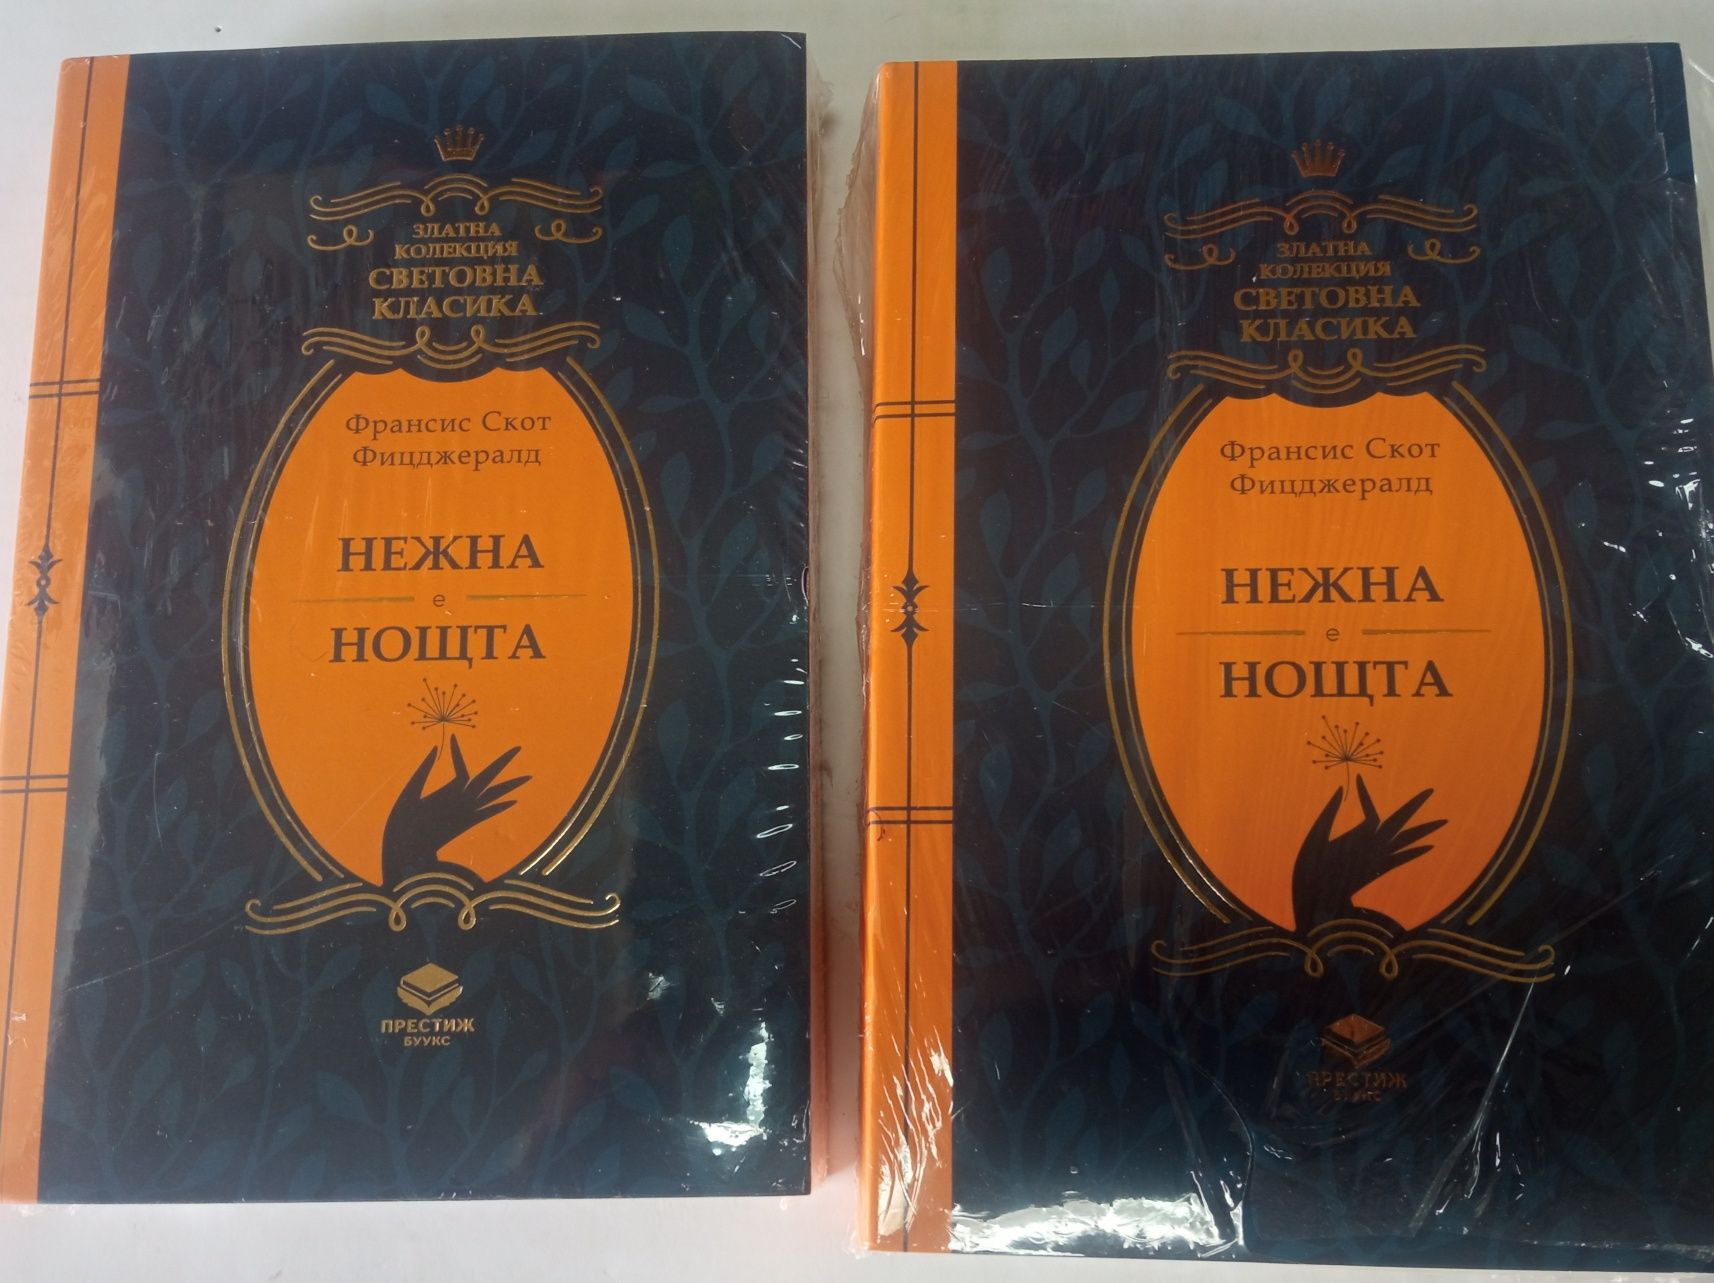 ЗЛАТНА
КОЛЕКЦИЯ
СВЕТОВНА
КЛАСИКА
Франсис Скот
Фицджералд
НЕЖНА
е
НОЩТА
ПРЕСТИЖ
БУУКС
ЗЛАТНА
КОЛЕКЦИЯ
СВЕТОВНА
КЛАСИКА
Франсис Скот
Фицджералд
НЕЖНА
е
НОЩТА
ПРЕСТИЖ
БУУКС